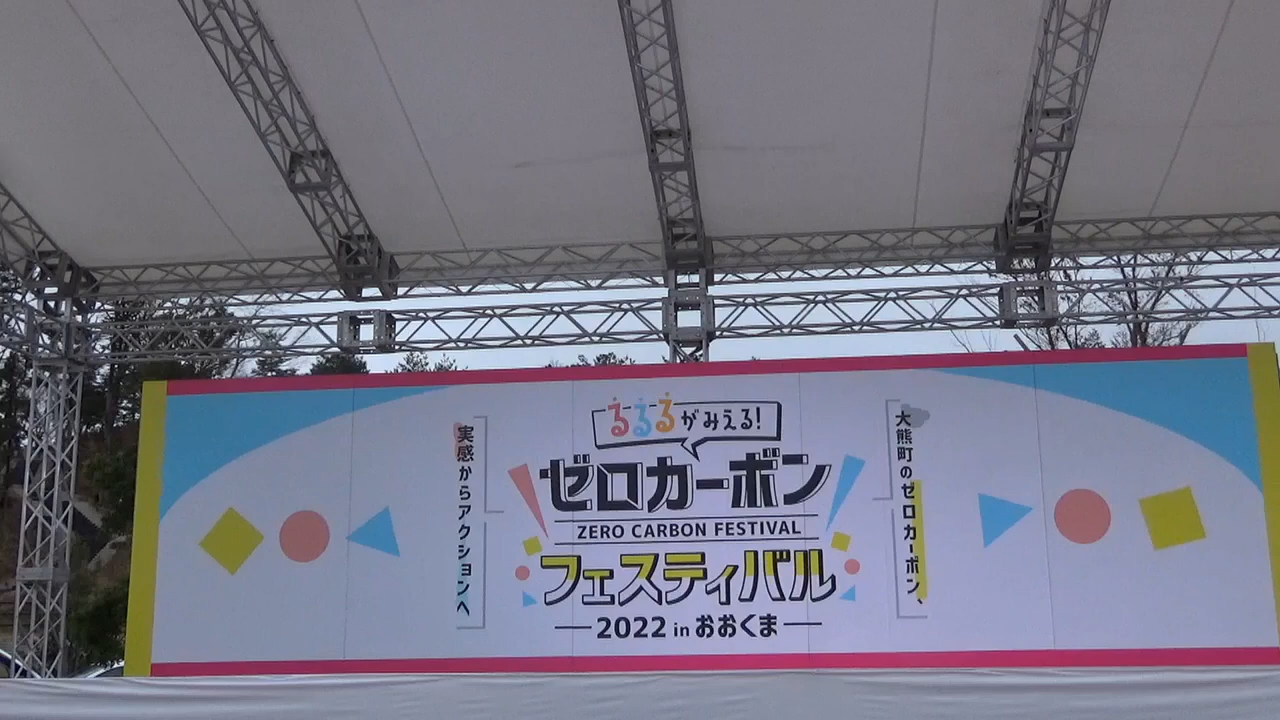 るるるがみえる!
ゼロカーボン
ZERO CARBON FESTIVAL
フェスティバル
2022 in おおくま
大熊町のゼロカーボン、
実感からアクションへ